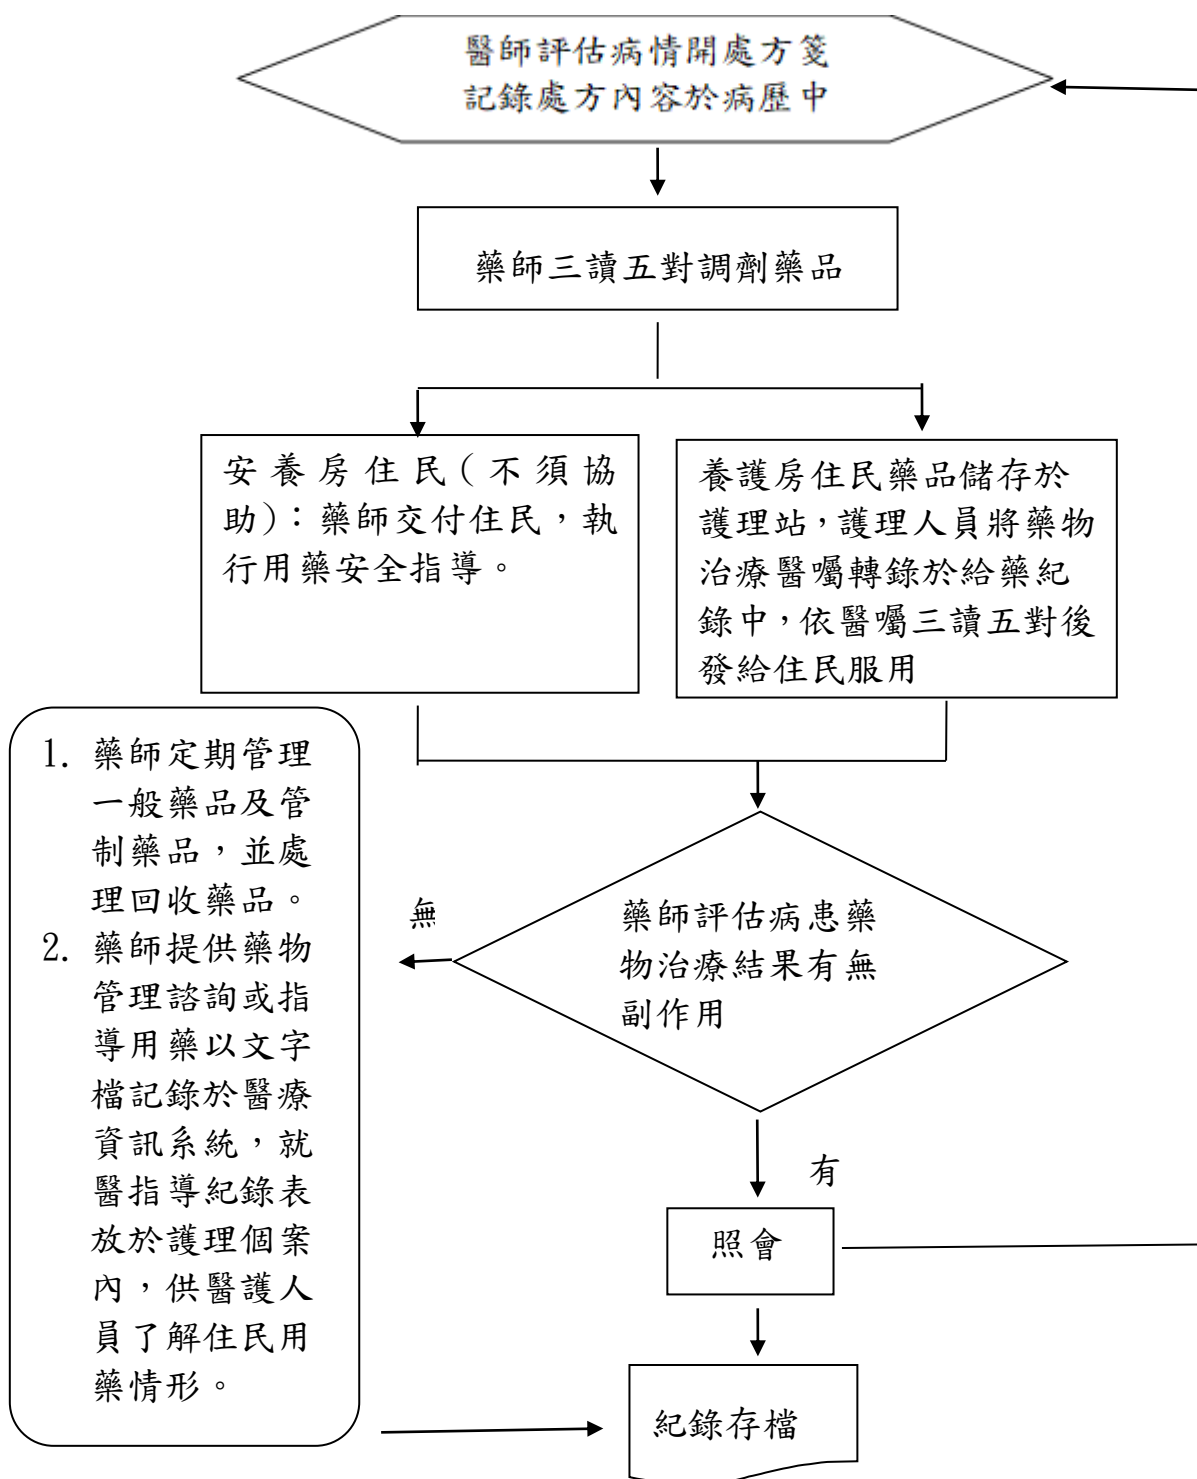 醫師評估病情開處方箋
記錄處方內容於病歷中
藥師三讀五對調劑藥品
安養房住民(不須協
助)：藥師交付住民，執
行用藥安全指導。
養護房住民藥品儲存於
護理站，護理人員將藥物
治療醫囑轉錄於給藥紀
錄中，依醫囑三讀五對後
發給住民服用
1. 藥師定期管理
一般藥品及管
制藥品，並處
理回收藥品。
2. 藥師提供藥物
管理諮詢或指
導用藥以文字
檔記錄於醫療
資訊系統，就
醫指導紀錄表
放於護理個案
內，供醫護人
員了解住民用
藥情形。
無
藥師評估病患藥
物治療結果有無
副作用
有
照會
紀錄存檔